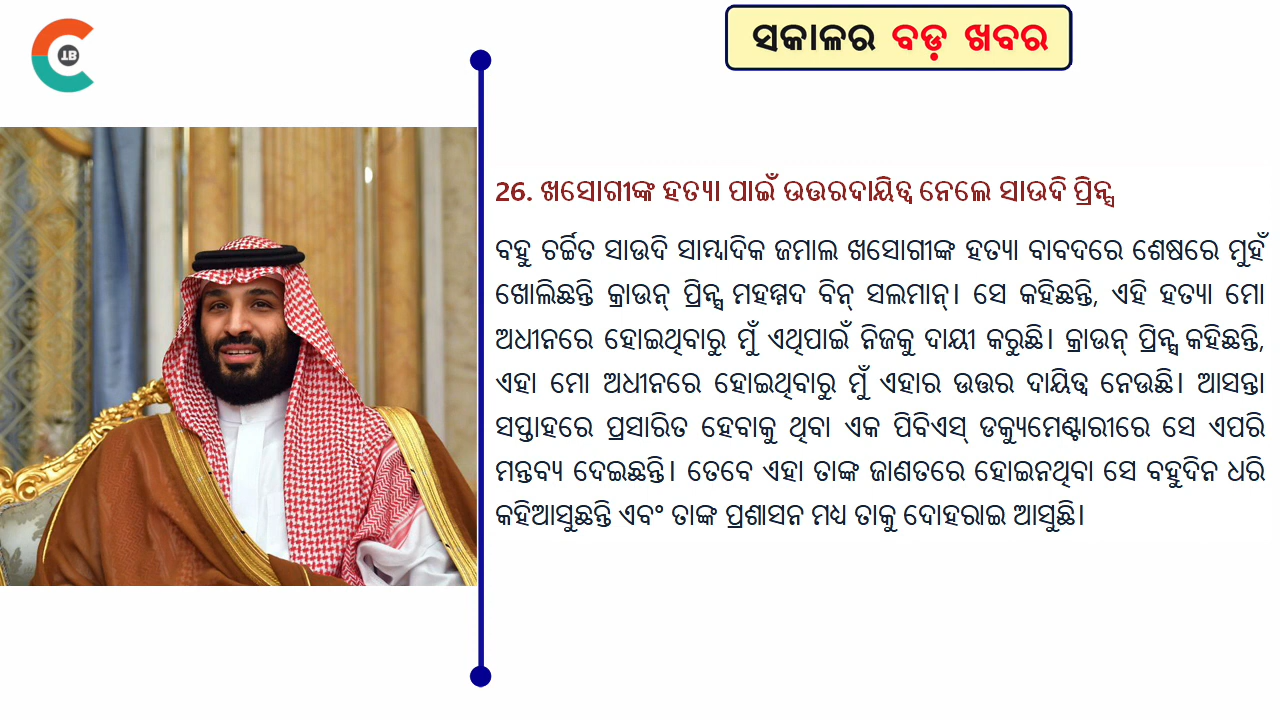 ସକାଳର ବଡ଼ ଖବର
26. ଖସୋଗୀଙ୍କ ହତ୍ୟା ପାଇଁ ଉତ୍ତରଦାୟିତ୍ୱ ନେଲେ ସାଉଦି ପ୍ରିନ୍ସ
ବହୁ ଚର୍ଚ୍ଚିତ ସାଉଦି ସାମ୍ୱାଦିକ ଜମାଲ ଖସୋଗୀଙ୍କ ହତ୍ୟା ବାବଦରେ ଶେଷରେ ମୁହଁ
ଖୋଲିଛନ୍ତି କ୍ରାଉନ୍ ପ୍ରିନ୍ସ ମହମ୍ମଦ ବିନ୍ ସଲମାନ୍। ସେ କହିଛନ୍ତି, ଏହି ହତ୍ୟା ମୋ
ଅଧୀନରେ ହୋଇଥିବାରୁ ମୁଁ ଏଥିପାଇଁ ନିଜକୁ ଦାୟୀ କରୁଛି। କ୍ରାଉନ୍ ପ୍ରିନ୍ସ କହିଛନ୍ତି,
ଏହା ମୋ ଅଧୀନରେ ହୋଇଥିବାରୁ ମୁଁ ଏହାର ଉତ୍ତର ଦାୟିତ୍ୱ ନେଉଛି। ଆସନ୍ତା
ସପ୍ତାହରେ ପ୍ରସାରିତ ହେବାକୁ ଥିବା ଏକ ପିବିଏସ୍ ଡକ୍ୟୁମେଣ୍ଟାରୀରେ ସେ ଏପରି
ମନ୍ତବ୍ୟ ଦେଇଛନ୍ତି। ତେବେ ଏହା ତାଙ୍କ ଜାଣତରେ ହୋଇନଥିବା ସେ ବହୁଦିନ ଧରି
କହିଆସୁଛନ୍ତି ଏବଂ ତାଙ୍କ ପ୍ରଶାସନ ମଧ୍ୟ ତାକୁ ଦୋହରାଇ ଆସୁଛି।